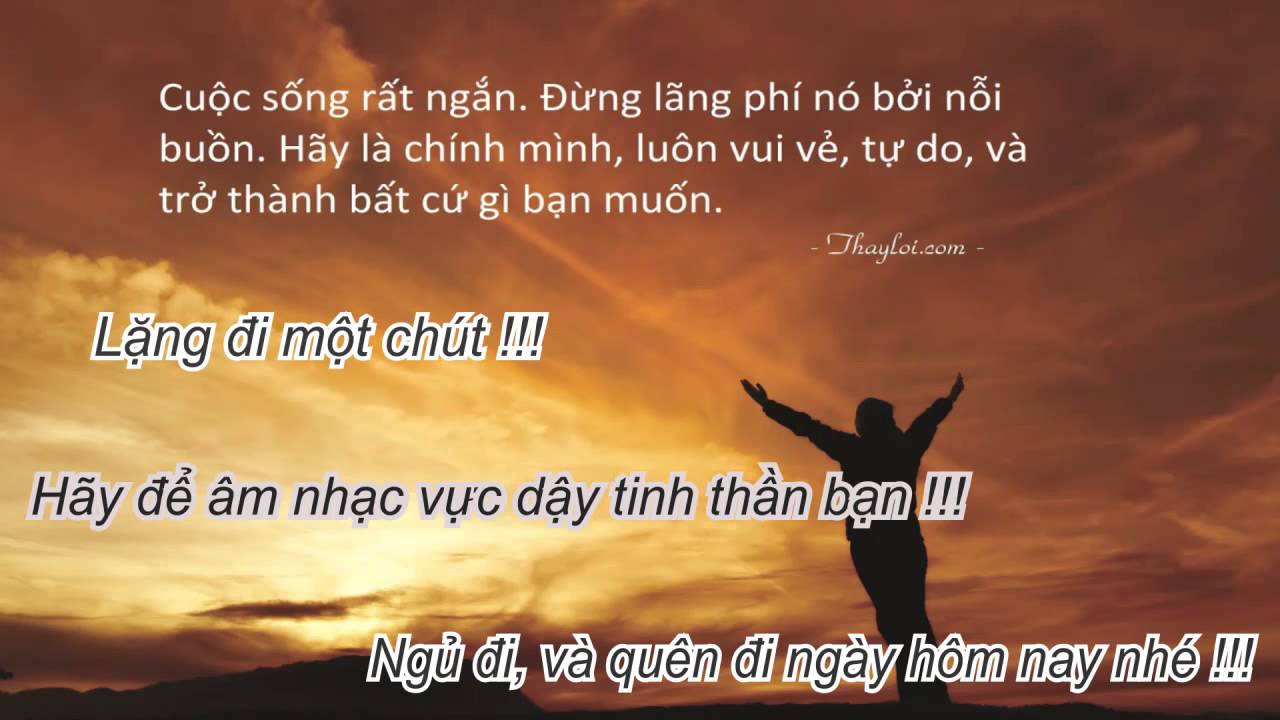 Cuộc sống rất ngắn. Đừng lãng phí nó bởi nỗi
buồn. Hãy là chính mình, luôn vui vẻ, tự do, và
trở thành bất cứ gì bạn muốn.
- Thayloi.com -
Lặng đi một chút !!!
Hãy để âm nhạc vực dậy tinh thần bạn !!!
Ngủ đi, và quên đi ngày hôm nay nhé !!!